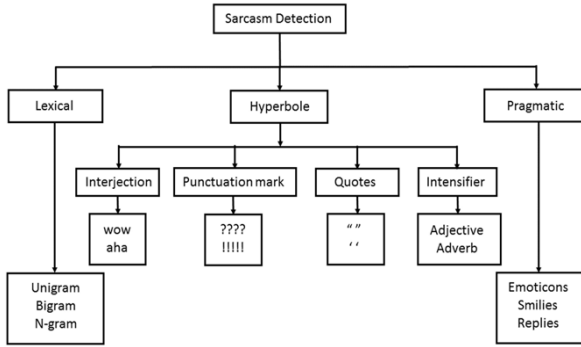 Sarcasm Detection
Lexical
Hyperbole
Pragmatic
Interjection
Punctuation mark
Quotes
Intensifier
wow
aha
????
!!!!!
“ ”
‘ ‘
Adjective
Adverb
Unigram
Bigram
N-gram
Emoticons
Smilies
Replies